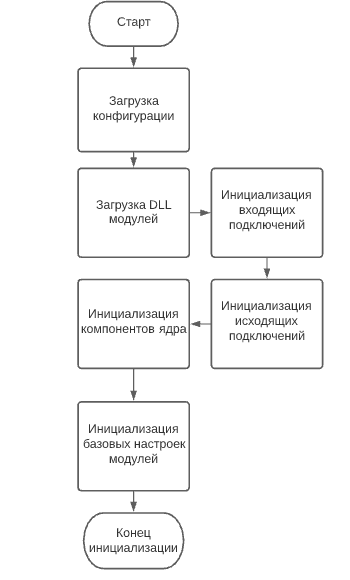 Старт
Загрузка
конфигурации
Загрузка DLL
модулей
Инициализация
входящих
подключений
Инициализация
исходящих
подключений
Инициализация
компонентов ядра
Инициализация
базовых настроек
модулей
Конец
инициализации